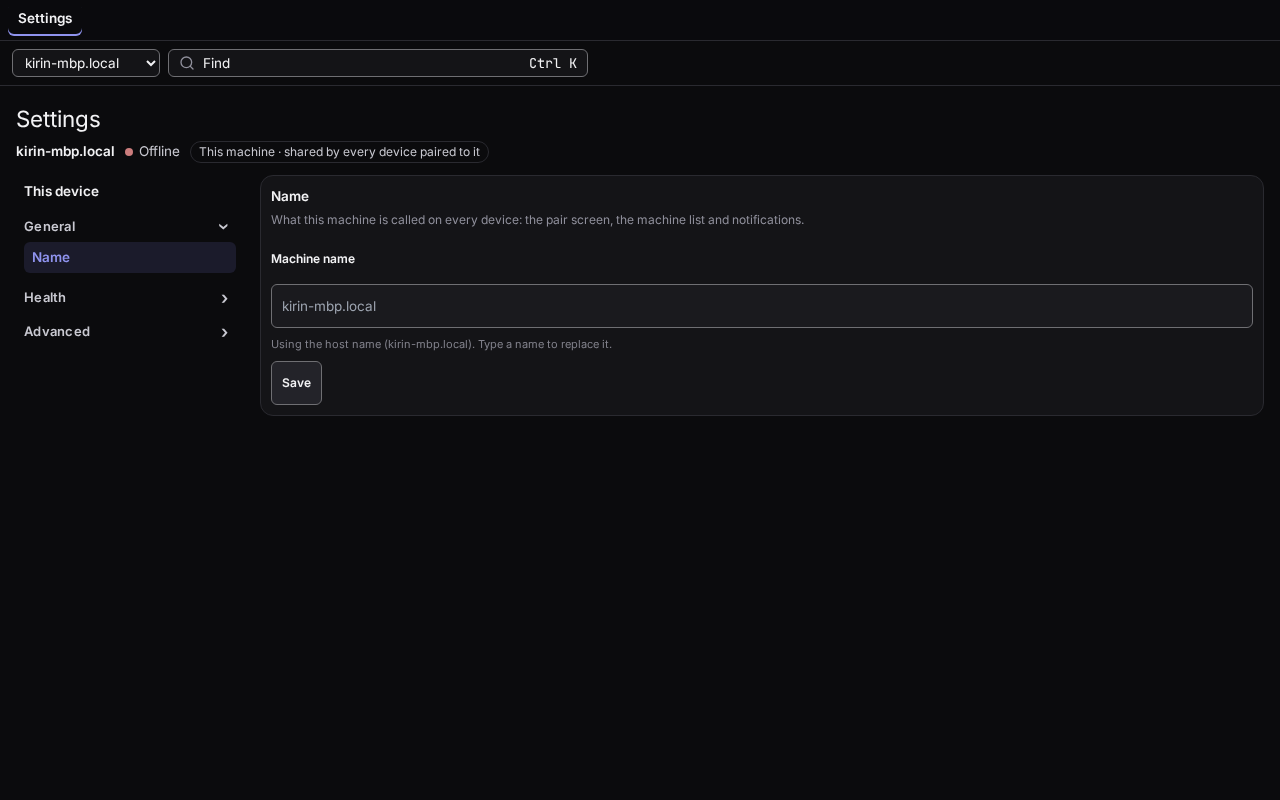 Settings
kirin-mbp.local
Find
Ctrl K
Settings
kirin-mbp.local Offline This machine · shared by every device paired to it
This device
General
Name
Health
Advanced
Name
What this machine is called on every device: the pair screen, the machine list and notifications.
Machine name
kirin-mbp.local
Using the host name (kirin-mbp.local). Type a name to replace it.
Save